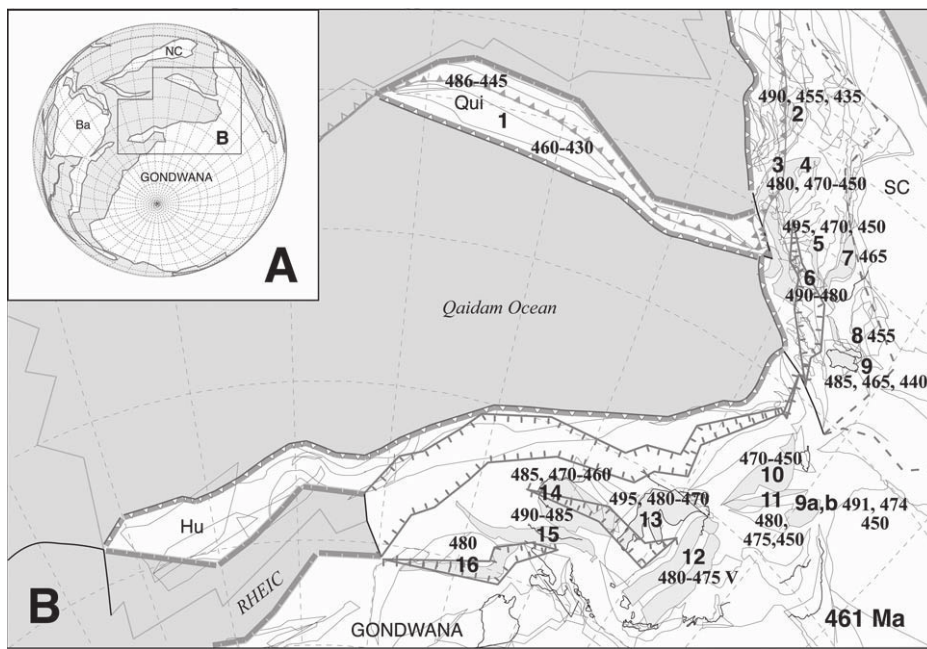 NC
Ba
B
GONDWANA
A
486-445
Qui
1
460-430
490, 455, 435
2
3 4
SC
480, 470-450
495, 470, 450
5
7 465
6
490-480
Qaidam Ocean
8 455
9
485, 465, 440
470-450
10
485, 470-460
14
495, 480-470
11
9a,b
491, 474
450
Hu
490-485
13
480,
475,450
15
480
16
12
480-475 V
RHEIC
B
GONDWANA
461 Ma